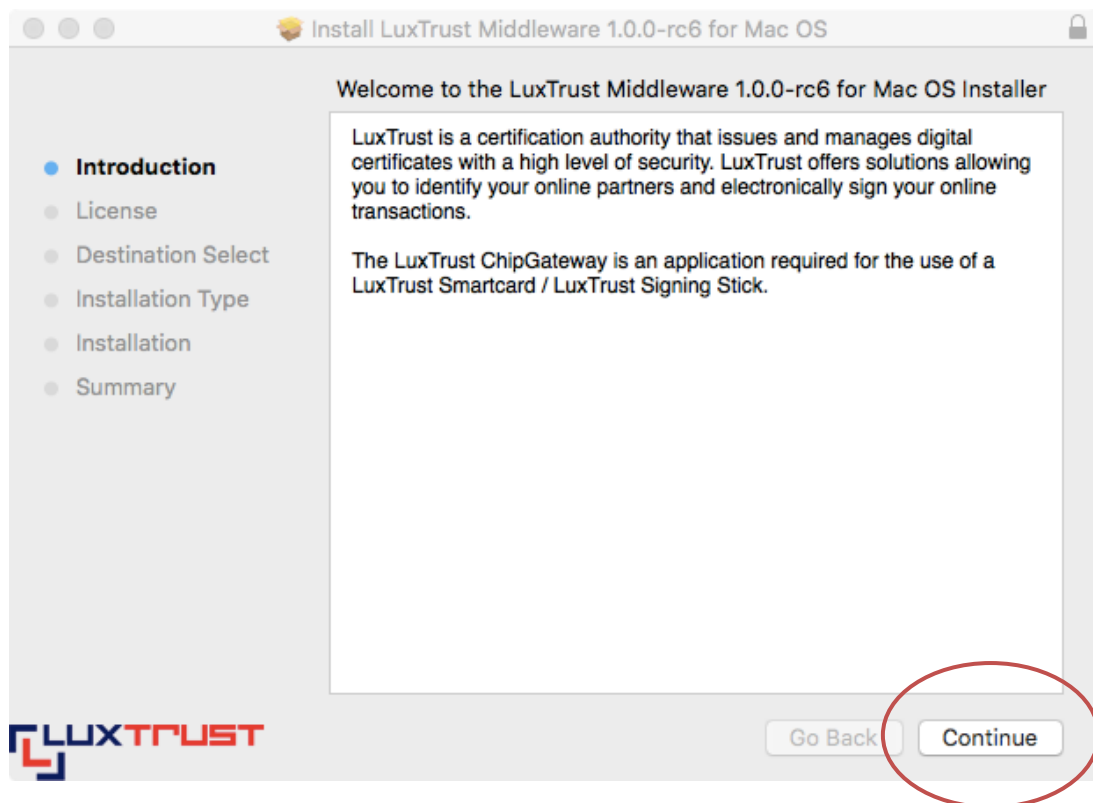 Install LuxTrust Middleware 1.0.0-rc6 for Mac OS
Welcome to the LuxTrust Middleware 1.0.0-rc6 for Mac OS Installer
Introduction
License
Destination Select
Installation Type
Installation
Summary
LuxTrust is a certification authority that issues and manages digital
certificates with a high level of security. LuxTrust offers solutions allowing
you to identify your online partners and electronically sign your online
transactions.
The LuxTrust ChipGateway is an application required for the use of a
LuxTrust Smartcard / LuxTrust Signing Stick.
LUXTRUST
Go Back
Continue